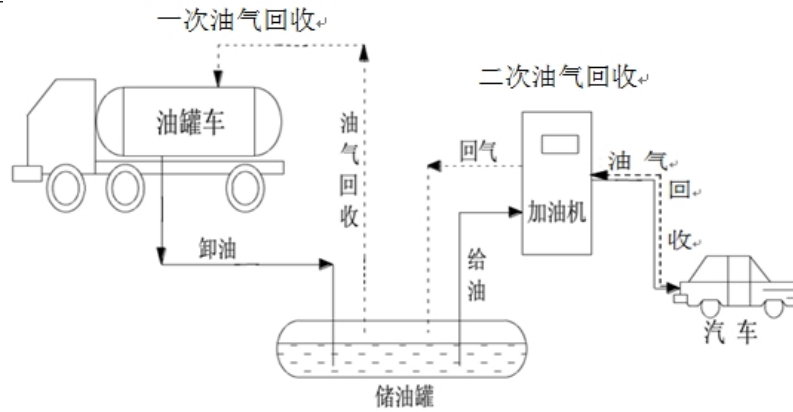 一次油气回收
二次油气回收
油罐车
油气回收
回气
油气
回
收
加油机
卸油
给油
汽车
储油罐